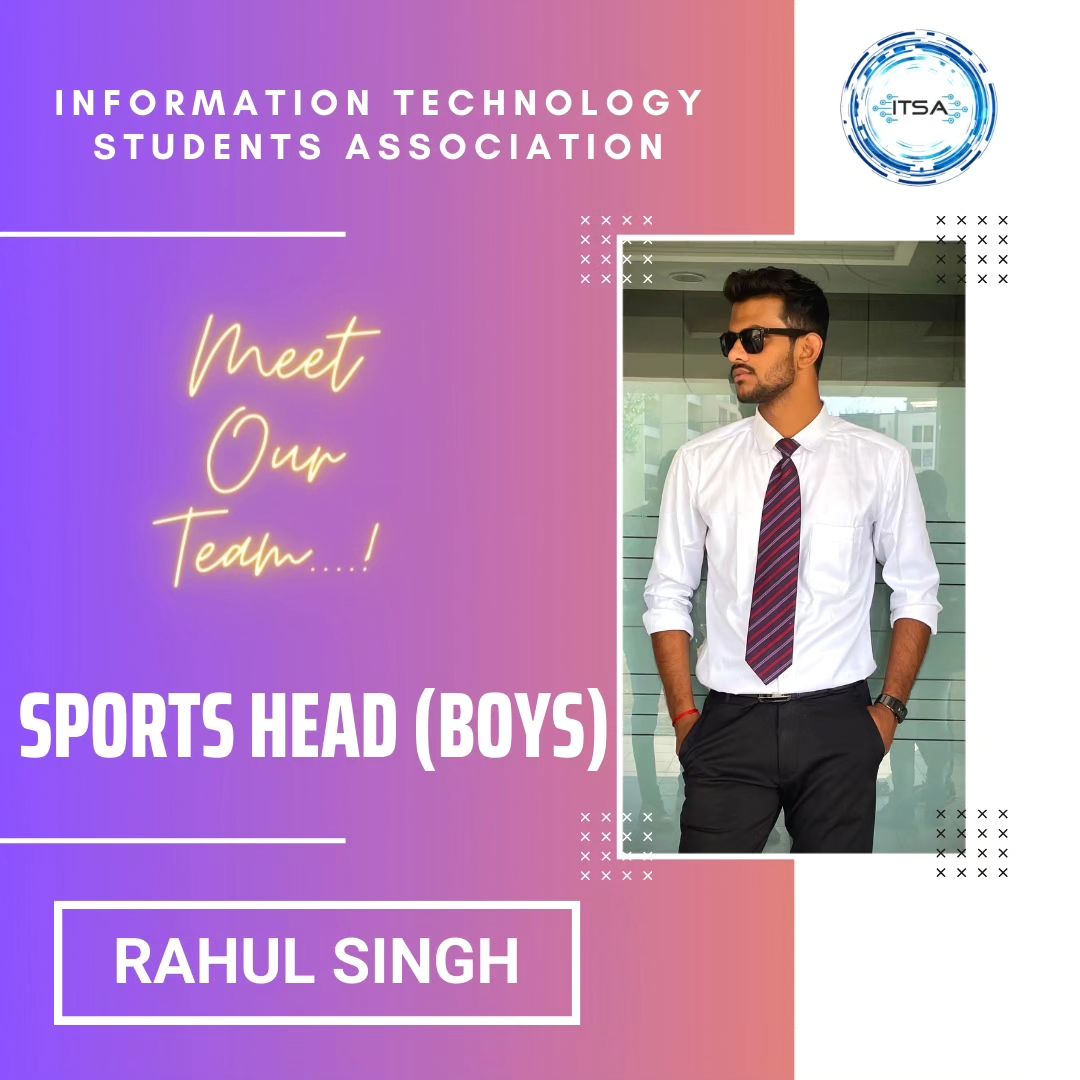 INFORMATION TECHNOLOGY
STUDENTS ASSOCIATION
ITSA
Meet
Our
Team....!
SPORTS HEAD (BOYS)
RAHUL SINGH